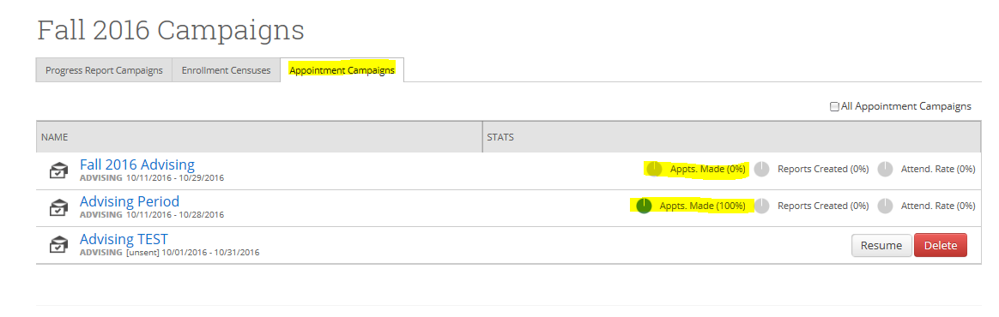 Fall 2016 Campaigns
Progress Report Campaigns Enrollment Censuses Appointment Campaigns
All Appointment Campaigns
NAME STATS
Fall 2016 Advising
Appts. Made (0%) Reports Created (0%) Attend. Rate (0%)
ADVISING 10/11/2016 - 10/29/2016
Advising Period
Appts. Made (100%) Reports Created (0%) Attend. Rate (0%)
ADVISING 10/11/2016 - 10/28/2016
Advising TEST
Resume Delete
ADVISING [unsent] 10/01/2016 - 10/31/2016